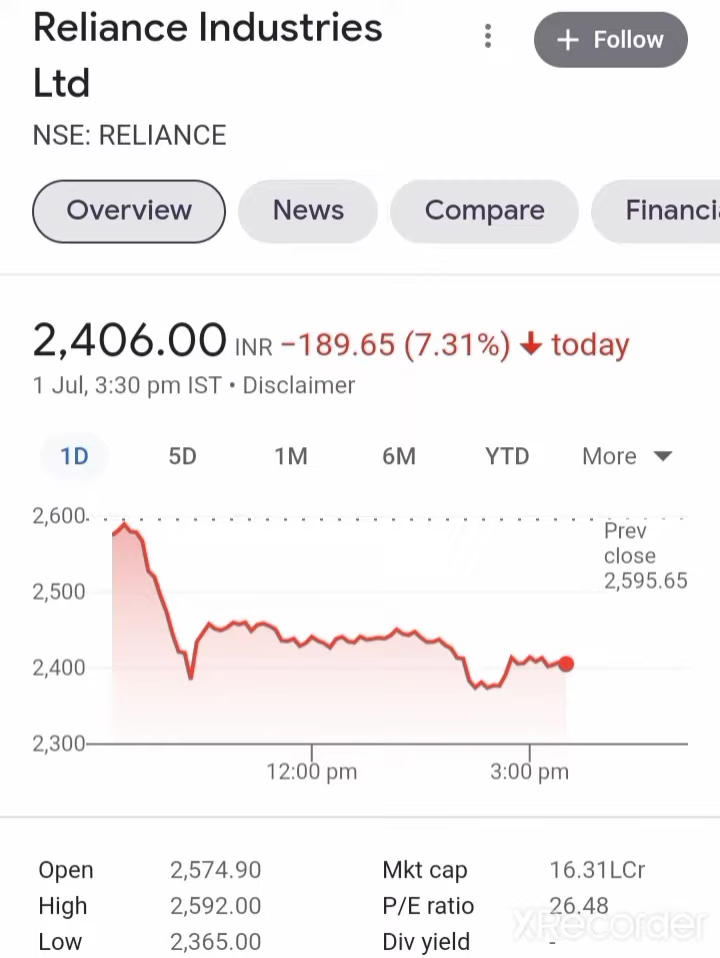 Reliance Industries
Ltd
+ Follow
NSE: RELIANCE
Overview News Compare Financia
2,406.00 INR −189.65 (7.31%) ↓ today
1 Jul, 3:30 pm IST • Disclaimer
1D 5D 1M 6M YTD More
2,600
Prev
close
2,595.65
2,500
2,400
2,300
12:00 pm 3:00 pm
Open 2,574.90 Mkt cap 16.31LCr
High 2,592.00 P/E ratio 26.48
Low 2,365.00 Div yield -
XRecorder